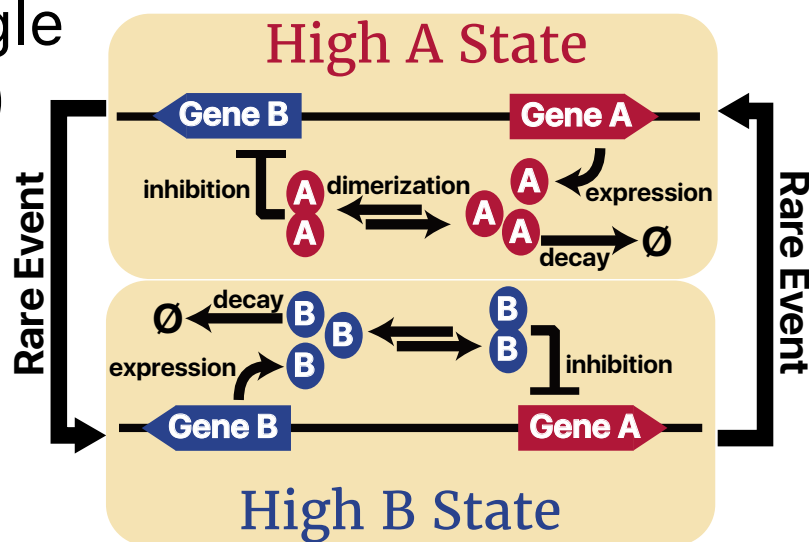 High A State
Gene B
Gene A
inhibition
A
A
dimerization
A
A
A
expression
decay
Ø
Rare Event
Rare Event
Ø
decay
B
B
B
expression
B
B
inhibition
Gene B
Gene A
High B State